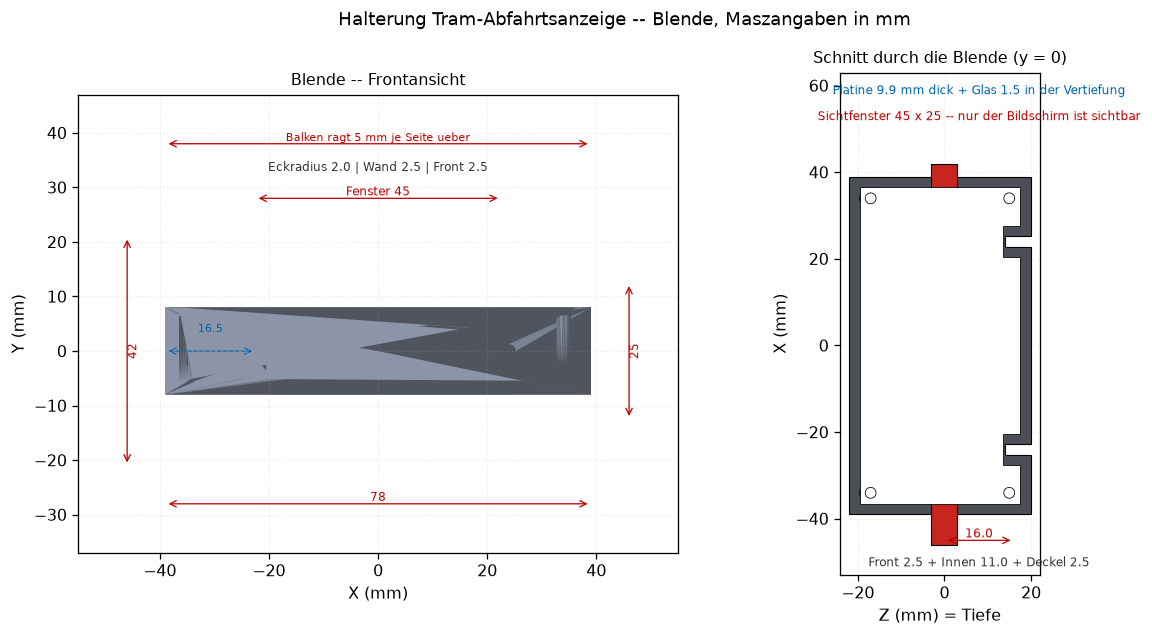 Halterung Tram-Abfahrtsanzeige -- Blende, Maszangaben in mm
Blende -- Frontansicht
Balken ragt 5 mm je Seite ueber
Eckradius 2.0 | Wand 2.5 | Front 2.5
Fenster 45
16.5
42
25
78
40
30
20
10
0
−10
−20
−30
−40
−20
0
20
40
X (mm)
Y (mm)
Schnitt durch die Blende (y = 0)
Platine 9.9 mm dick + Glas 1.5 in der Vertiefung
Sichtfenster 45 x 25 -- nur der Bildschirm ist sichtbar
16.0
Front 2.5 + Innen 11.0 + Deckel 2.5
60
40
20
0
−20
−40
−20
0
20
X (mm)
Z (mm) = Tiefe